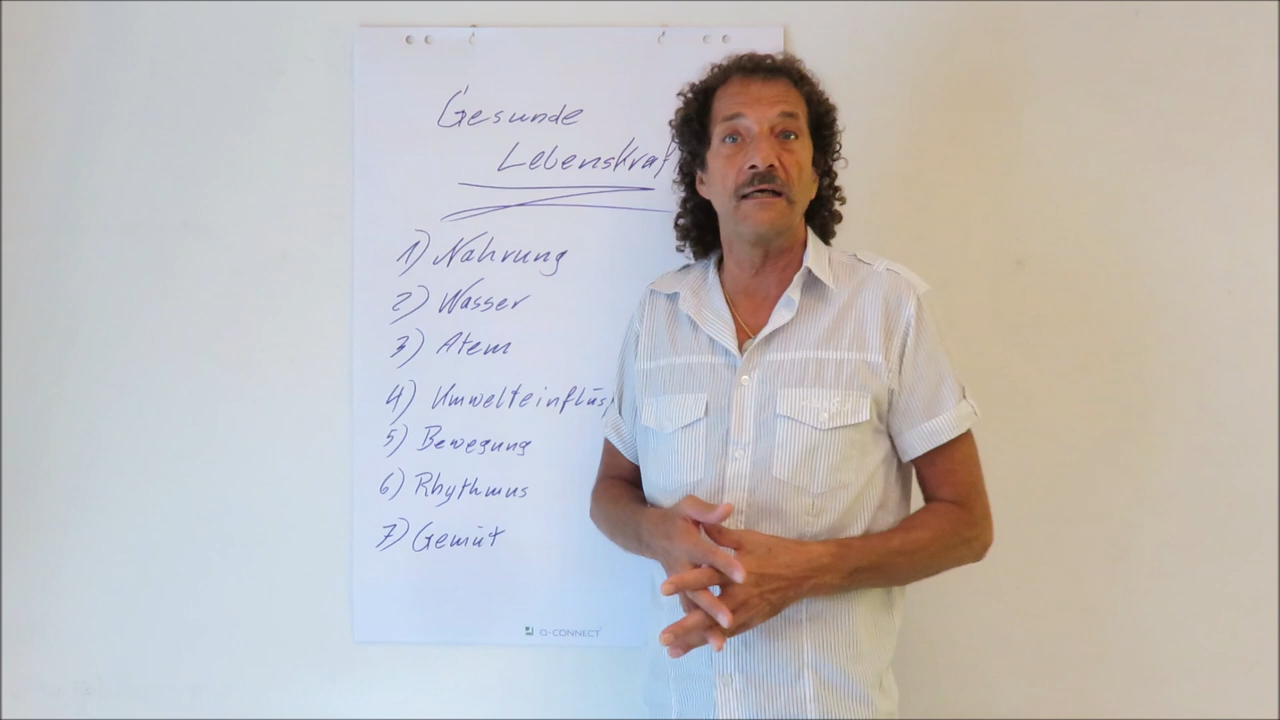 Gesunde
Lebenskraf
1) Nahrung
2) Wasser
3) Atem
4) Umwelteinflüs
5) Bewegung
6) Rhythmus
7) Gemüt
Q-CONNECT